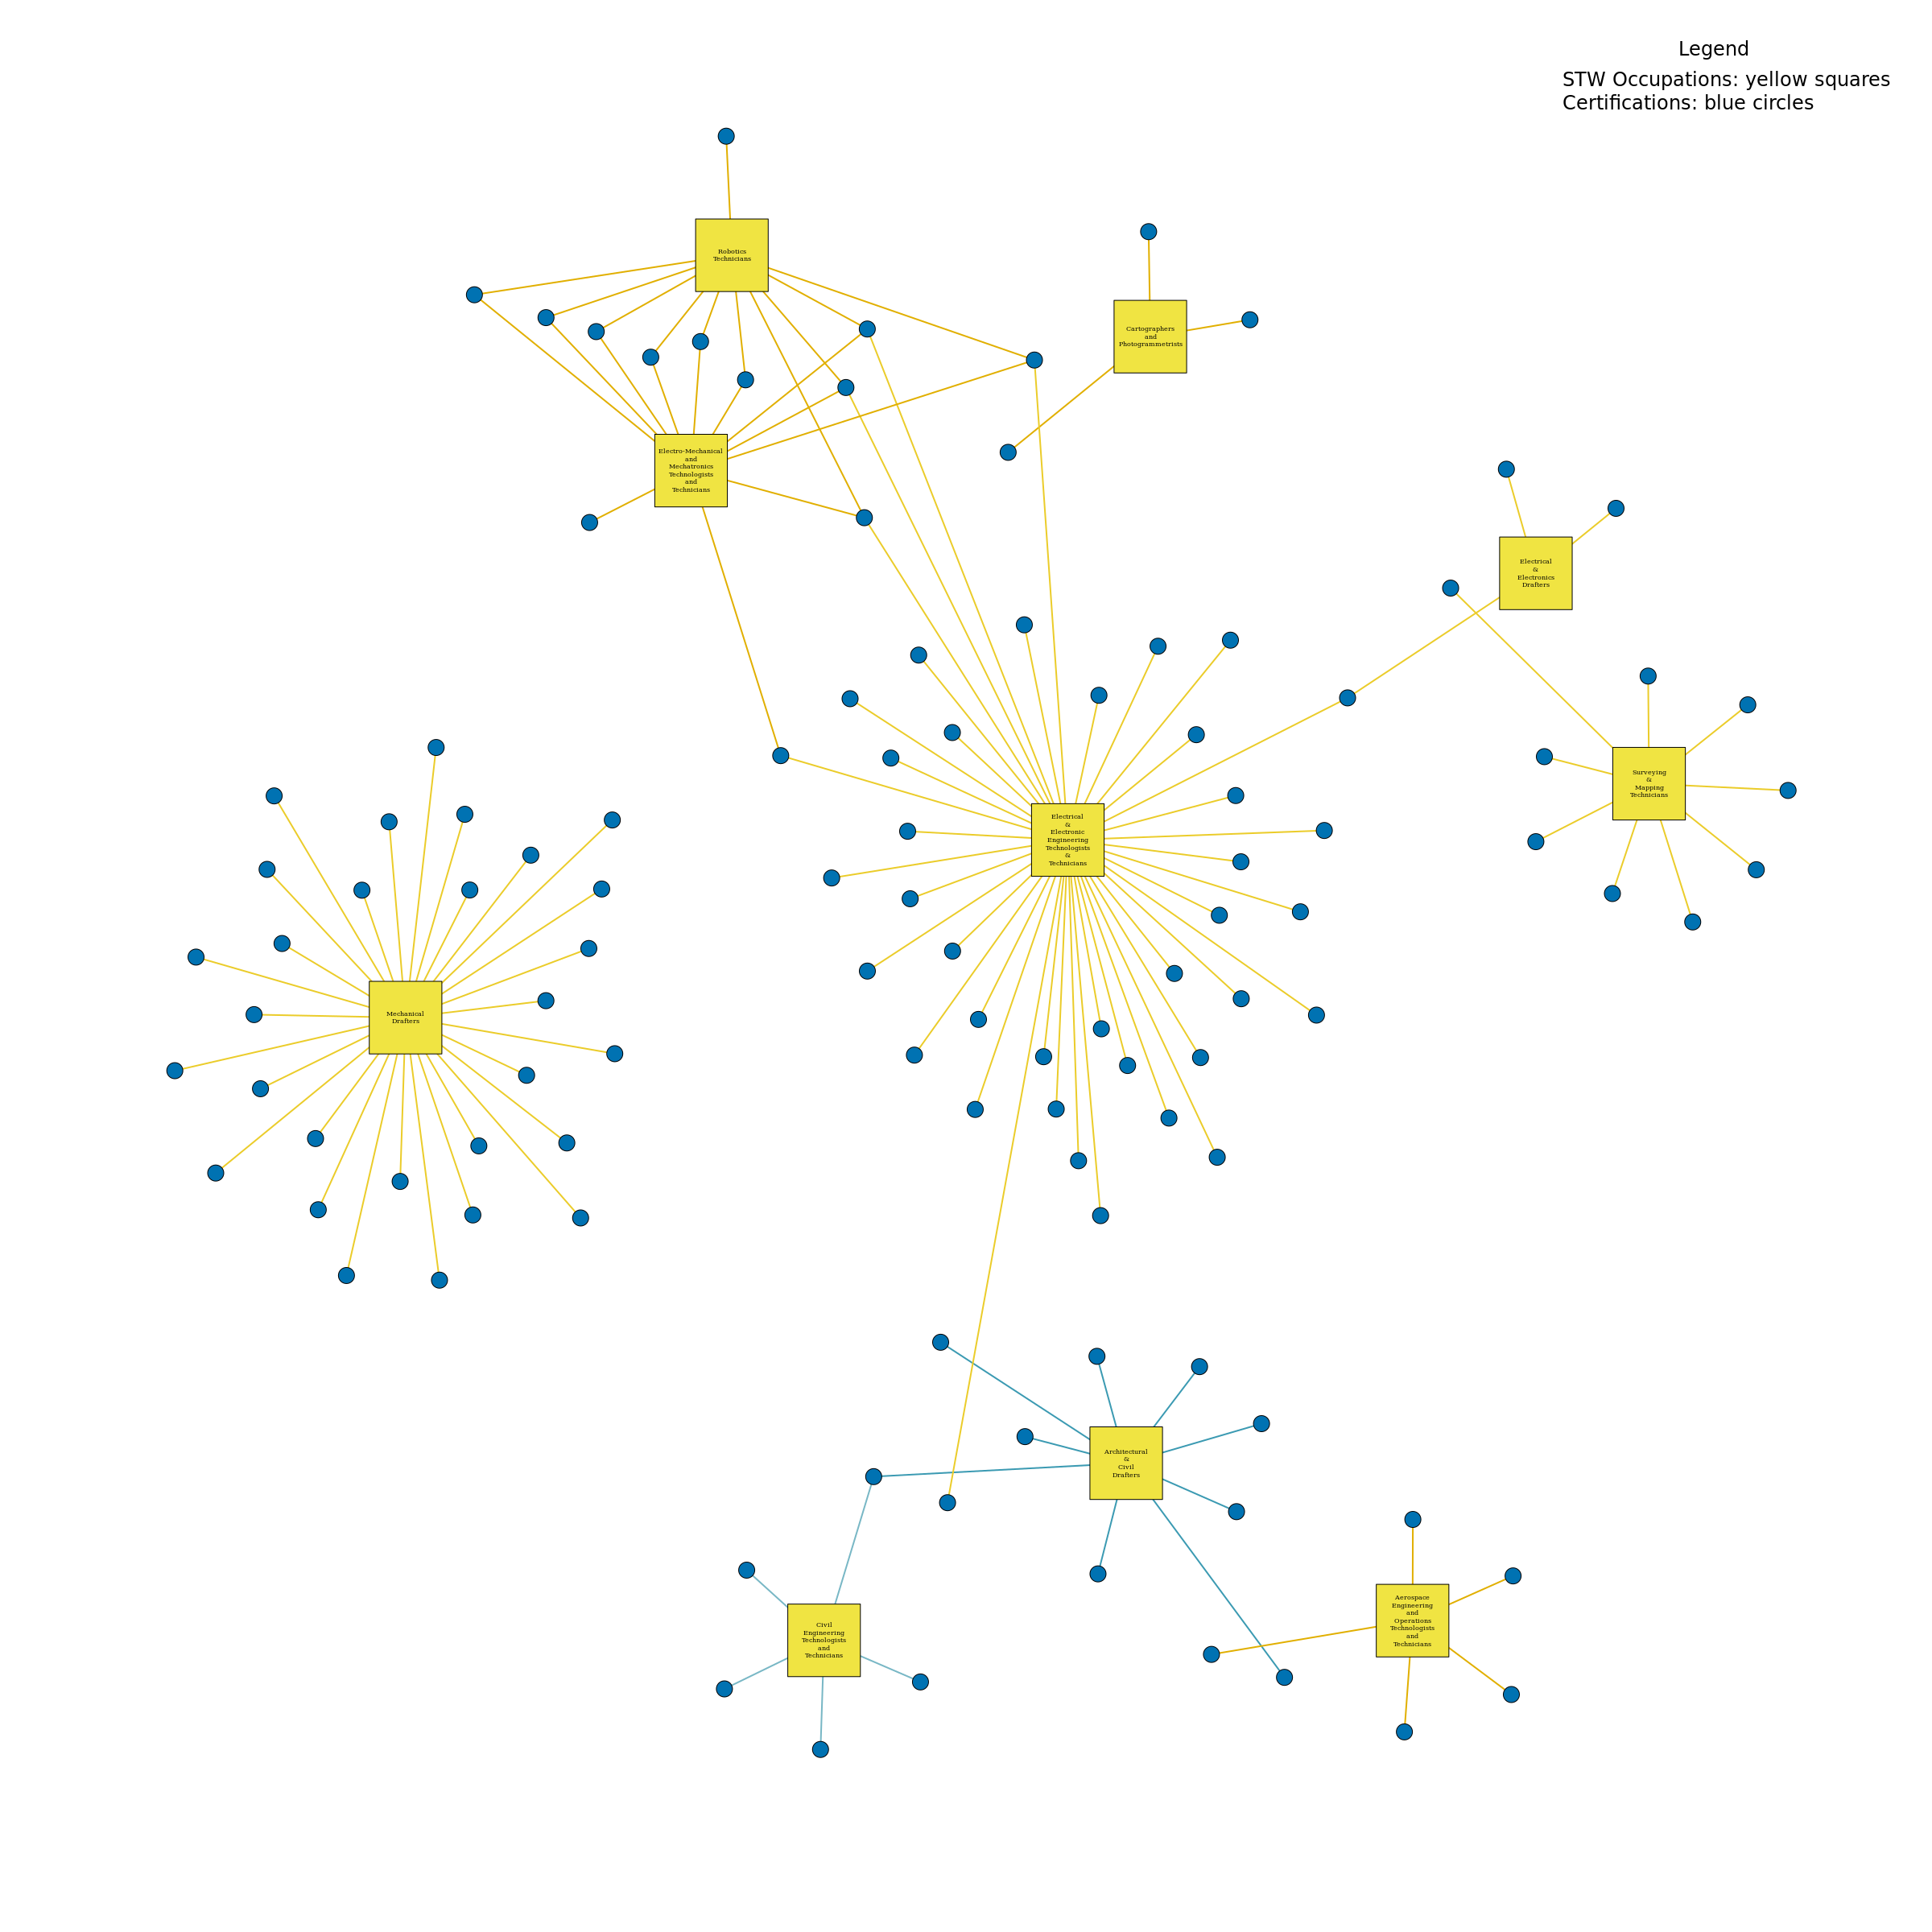 Legend
STW Occupations: yellow squares
Certifications: blue circles
Robotics
Technicians
Cartographers
and
Photogrammetrists
Electro-Mechanical
and
Mechatronics
Technologists
and
Technicians
Electrical
&
Electronics
Drafters
Surveying
&
Mapping
Technicians
Electrical
&
Electronic
Engineering
Technologists
&
Technicians
Mechanical
Drafters
Architectural
&
Civil
Drafters
Civil
Engineering
Technologists
and
Technicians
Aerospace
Engineering
and
Operations
Technologists
and
Technicians